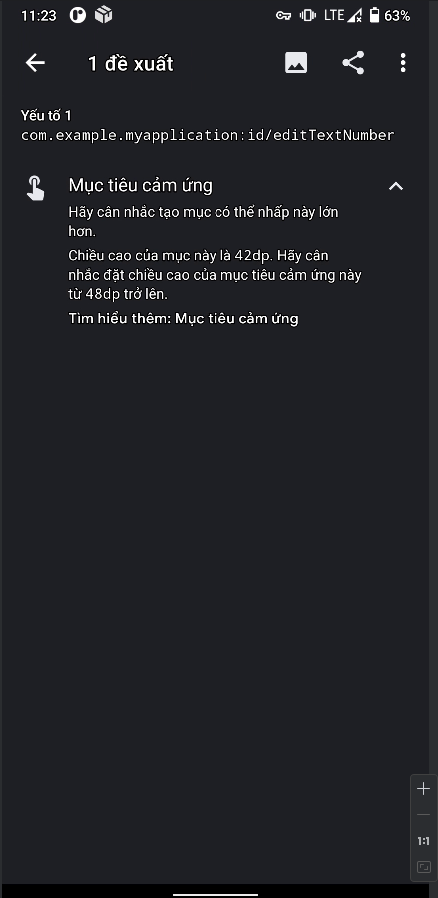 11:23 LTE 63%
1 đề xuất
Yếu tố 1
com.example.myapplication:id/editTextNumber
Mục tiêu cảm ứng
Hãy cân nhắc tạo mục có thể nhấp này lớn
hơn.
Chiều cao của mục này là 42dp. Hãy cân
nhắc đặt chiều cao của mục tiêu cảm ứng này
từ 48dp trở lên.
Tìm hiểu thêm: Mục tiêu cảm ứng
1:1